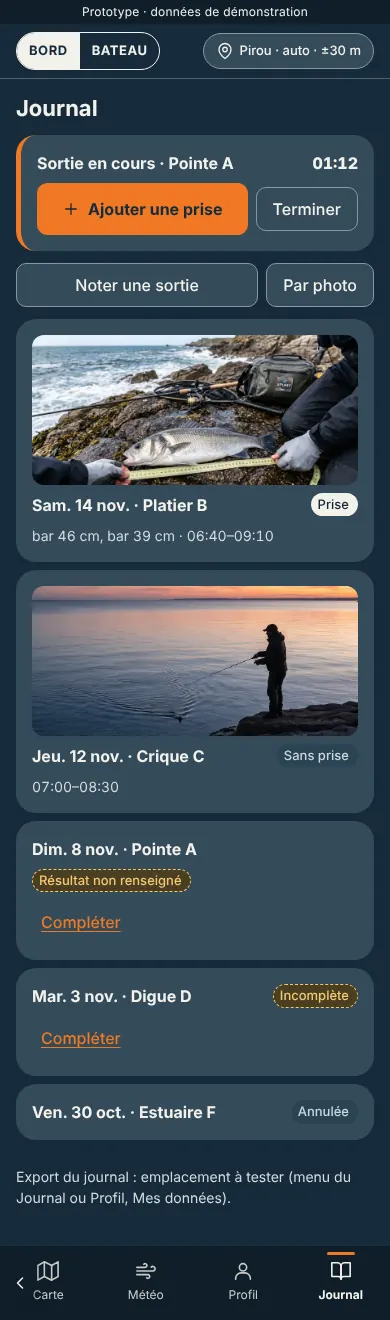 Prototype · données de démonstration
BORD BATEAU Pirou · auto · ±30 m
Journal
Sortie en cours · Pointe A 01:12
+ Ajouter une prise Terminer
Noter une sortie Par photo
Sam. 14 nov. · Platier B Prise
bar 46 cm, bar 39 cm · 06:40–09:10
Jeu. 12 nov. · Crique C Sans prise
07:00–08:30
Dim. 8 nov. · Pointe A
Résultat non renseigné
Compléter
Mar. 3 nov. · Digue D Incomplète
Compléter
Ven. 30 oct. · Estuaire F Annulée
Export du journal : emplacement à tester (menu du
Journal ou Profil, Mes données).
Carte Météo Profil Journal